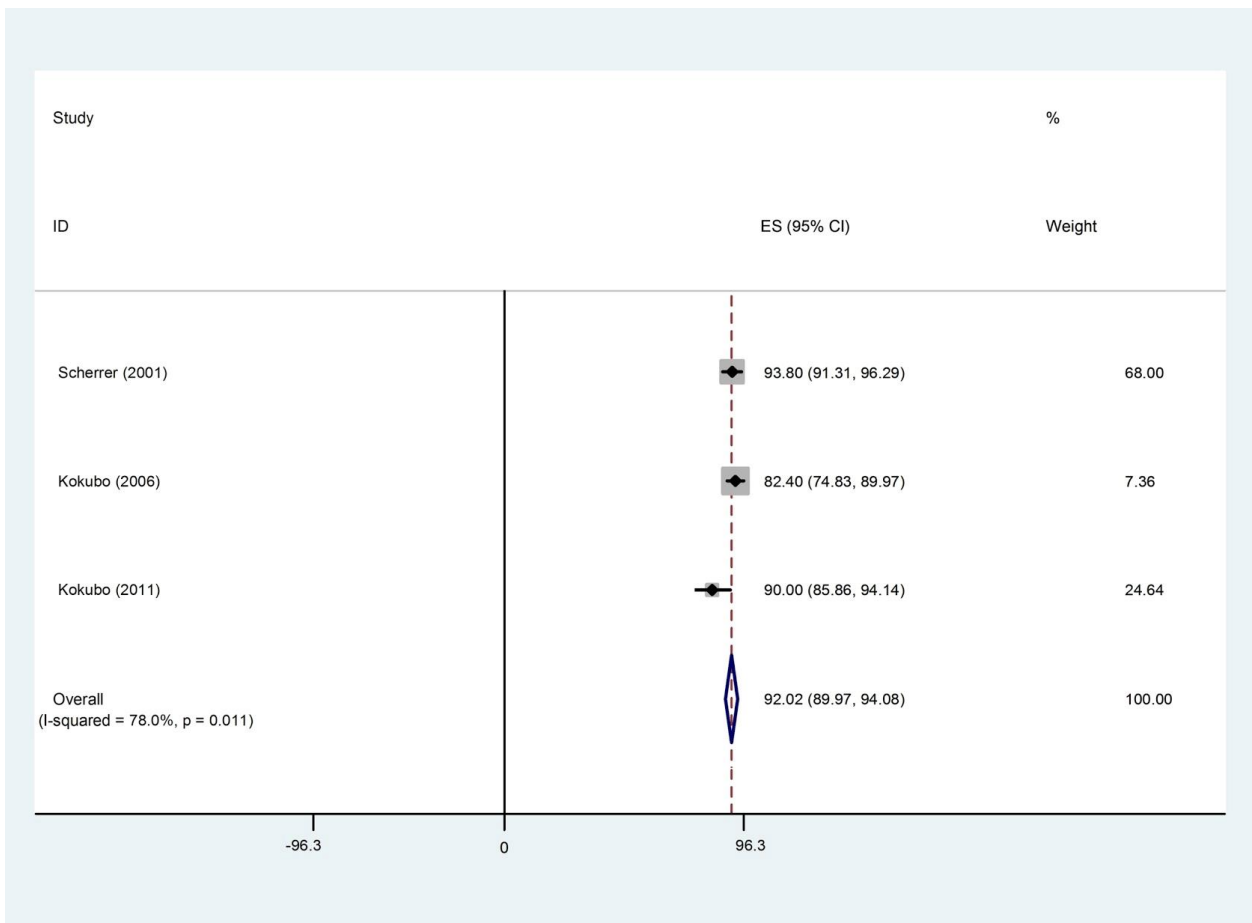 Study %
ID ES (95% CI) Weight
Scherrer (2001) 93.80 (91.31, 96.29) 68.00
Kokubo (2006) 82.40 (74.83, 89.97) 7.36
Kokubo (2011) 90.00 (85.86, 94.14) 24.64
Overall 92.02 (89.97, 94.08) 100.00
(I-squared = 78.0%, p = 0.011)
-96.3 0 96.3